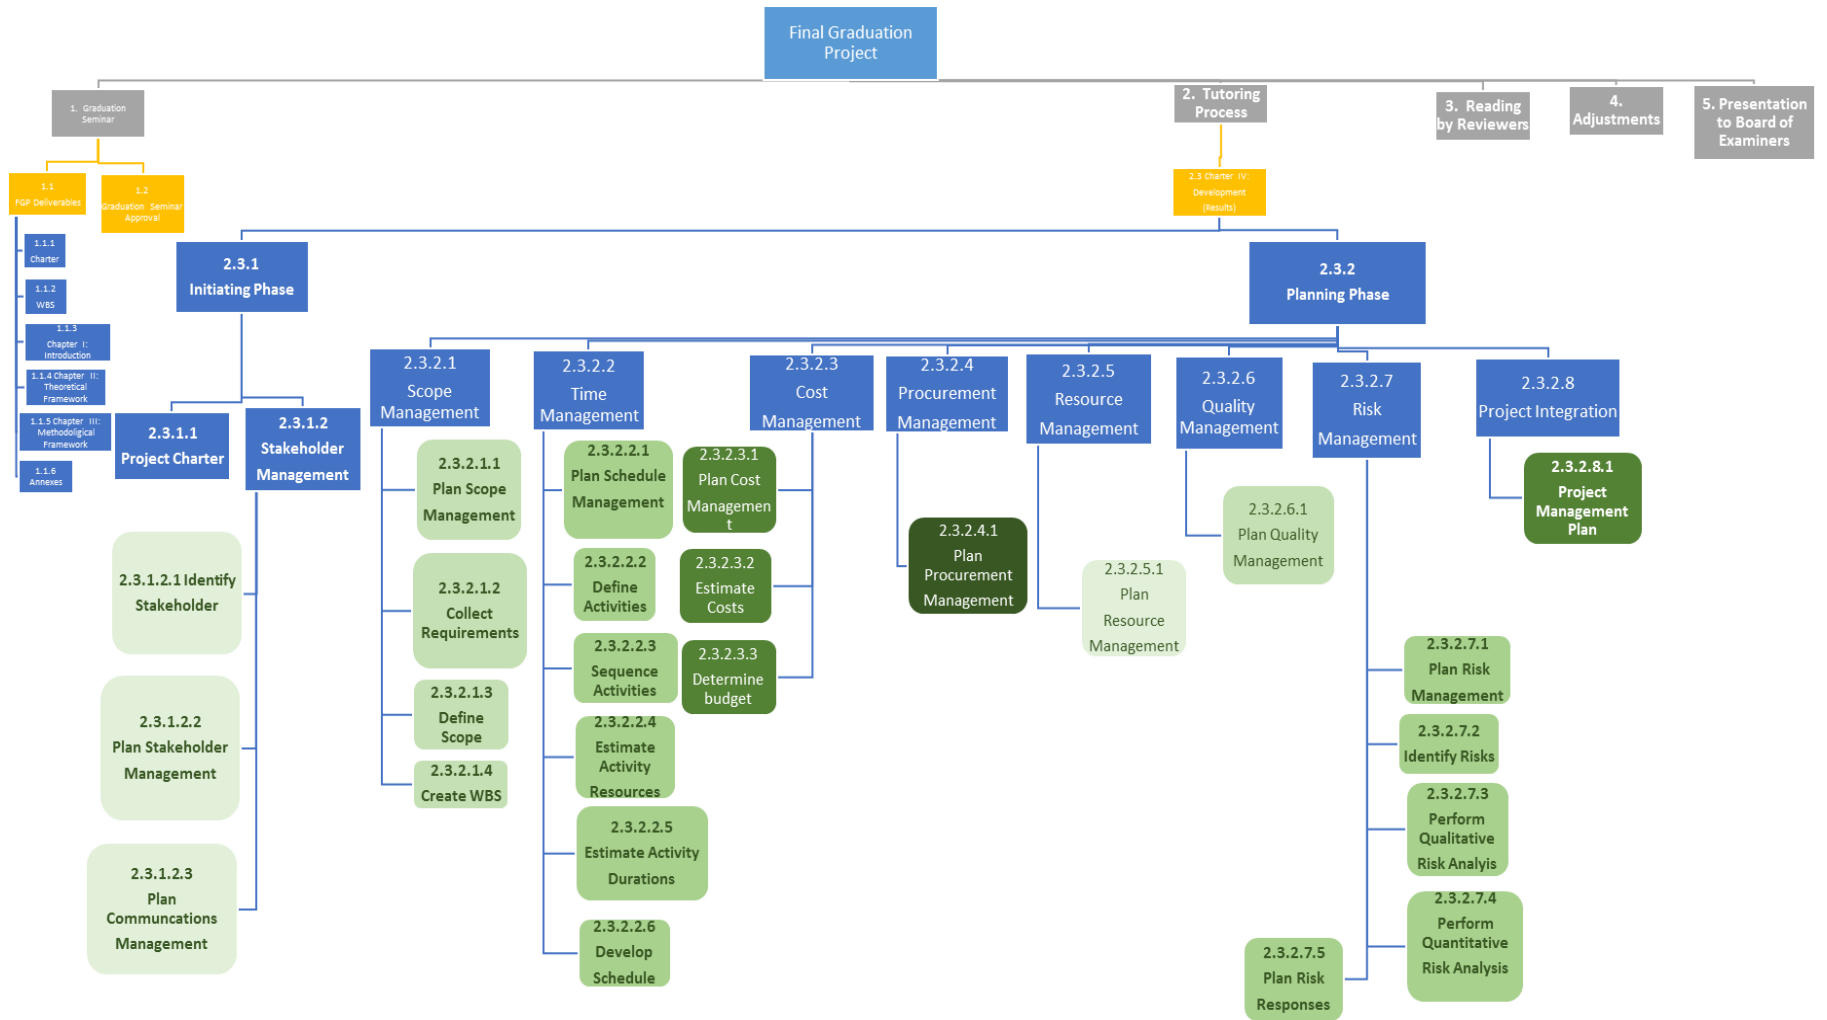 Final Graduation
Project
1. Graduation
Seminar
2. Tutoring
Process
3. Reading
by Reviewers
4.
Adjustments
5. Presentation
to Board of
Examiners
1.1
FGP Deliverables
1.2
Graduation Seminar
Approval
2.3 Charter IV:
Development
(Results)
1.1.1
Charter
1.1.2
WBS
1.1.3
Chapter I:
Introduction
1.1.4 Chapter II:
Theoretical
Framework
1.1.5 Chapter III:
Methodoligical
Framework
1.1.6
Annexes
2.3.1
Initiating Phase
2.3.2
Planning Phase
2.3.1.1
Project Charter
2.3.1.2
Stakeholder
Management
2.3.1.2.1 Identify
Stakeholder
2.3.1.2.2
Plan Stakeholder
Management
2.3.1.2.3
Plan
Communcations
Management
2.3.2.1
Scope
Management
2.3.2.1.1
Plan Scope
Management
2.3.2.1.2
Collect
Requirements
2.3.2.1.3
Define
Scope
2.3.2.1.4
Create WBS
2.3.2.2
Time
Management
2.3.2.2.1
Plan Schedule
Management
2.3.2.2.2
Define
Activities
2.3.2.2.3
Sequence
Activities
2.3.2.2.4
Estimate
Activity
Resources
2.3.2.2.5
Estimate Activity
Durations
2.3.2.2.6
Develop
Schedule
2.3.2.3
Cost
Management
2.3.2.3.1
Plan Cost
Managemen
t
2.3.2.3.2
Estimate
Costs
2.3.2.3.3
Determine
budget
2.3.2.4
Procurement
Management
2.3.2.4.1
Plan
Procurement
Management
2.3.2.5
Resource
Management
2.3.2.5.1
Plan
Resource
Management
2.3.2.6
Quality
Management
2.3.2.6.1
Plan Quality
Management
2.3.2.7
Risk
Management
2.3.2.7.1
Plan Risk
Management
2.3.2.7.2
Identify Risks
2.3.2.7.3
Perform
Qualitative
Risk Analyis
2.3.2.7.4
Perform
Quantitative
Risk Analysis
2.3.2.7.5
Plan Risk
Responses
2.3.2.8
Project Integration
2.3.2.8.1
Project
Management
Plan